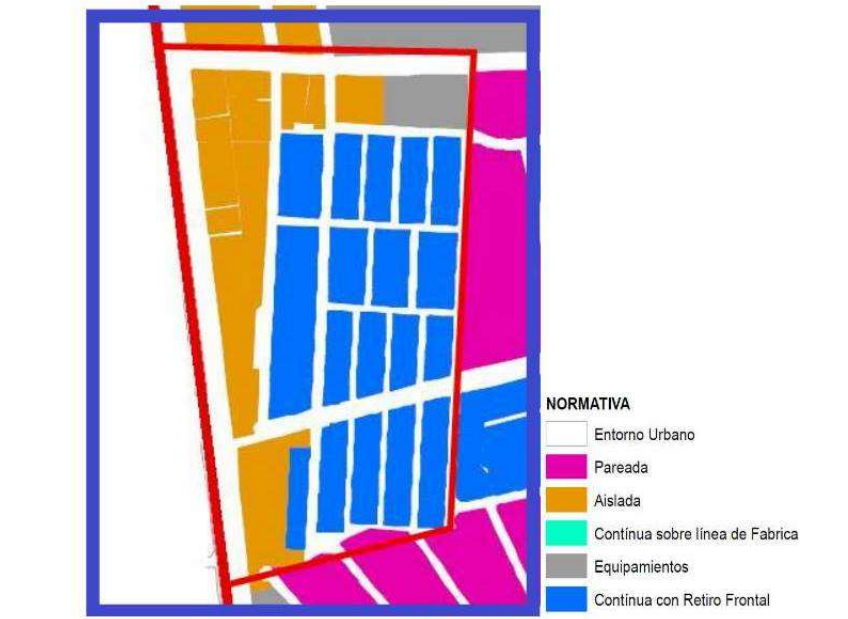 NORMATIVA
Entorno Urbano
Pareada
Aislada
Contínua sobre línea de Fabrica
Equipamientos
Contínua con Retiro Frontal